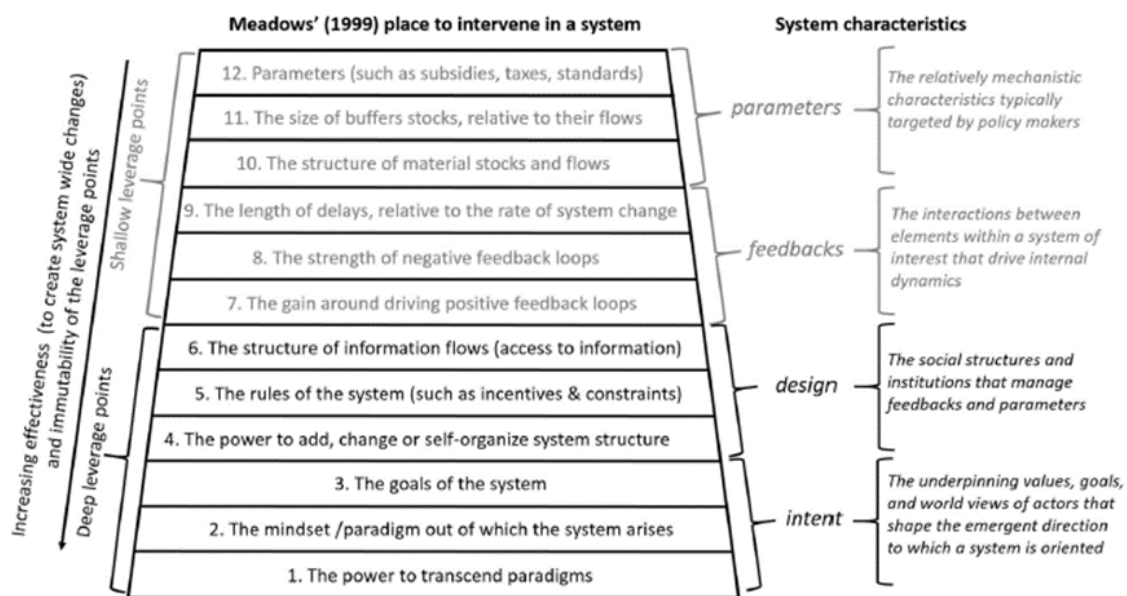 Meadows' (1999) place to intervene in a system
System characteristics
Increasing effectiveness (to create system wide changes)
and immutability of the leverage points
Shallow leverage points
Deep leverage points
12. Parameters (such as subsidies, taxes, standards)
11. The size of buffers stocks, relative to their flows
10. The structure of material stocks and flows
9. The length of delays, relative to the rate of system change
8. The strength of negative feedback loops
7. The gain around driving positive feedback loops
6. The structure of information flows (access to information)
5. The rules of the system (such as incentives & constraints)
4. The power to add, change or self-organize system structure
3. The goals of the system
2. The mindset /paradigm out of which the system arises
1. The power to transcend paradigms
parameters
The relatively mechanistic
characteristics typically
targeted by policy makers
feedbacks
The interactions between
elements within a system of
interest that drive internal
dynamics
design
The social structures and
institutions that manage
feedbacks and parameters
intent
The underpinning values, goals,
and world views of actors that
shape the emergent direction
to which a system is oriented